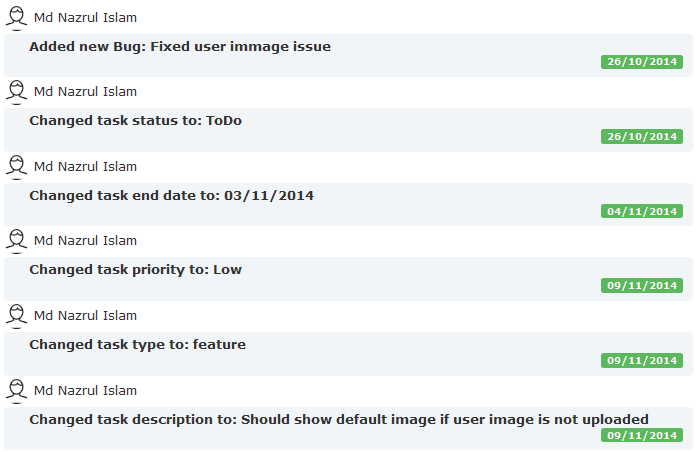 Md Nazrul Islam
Added new Bug: Fixed user immage issue
26/10/2014
Md Nazrul Islam
Changed task status to: ToDo
26/10/2014
Md Nazrul Islam
Changed task end date to: 03/11/2014
04/11/2014
Md Nazrul Islam
Changed task priority to: Low
09/11/2014
Md Nazrul Islam
Changed task type to: feature
09/11/2014
Md Nazrul Islam
Changed task description to: Should show default image if user image is not uploaded
09/11/2014